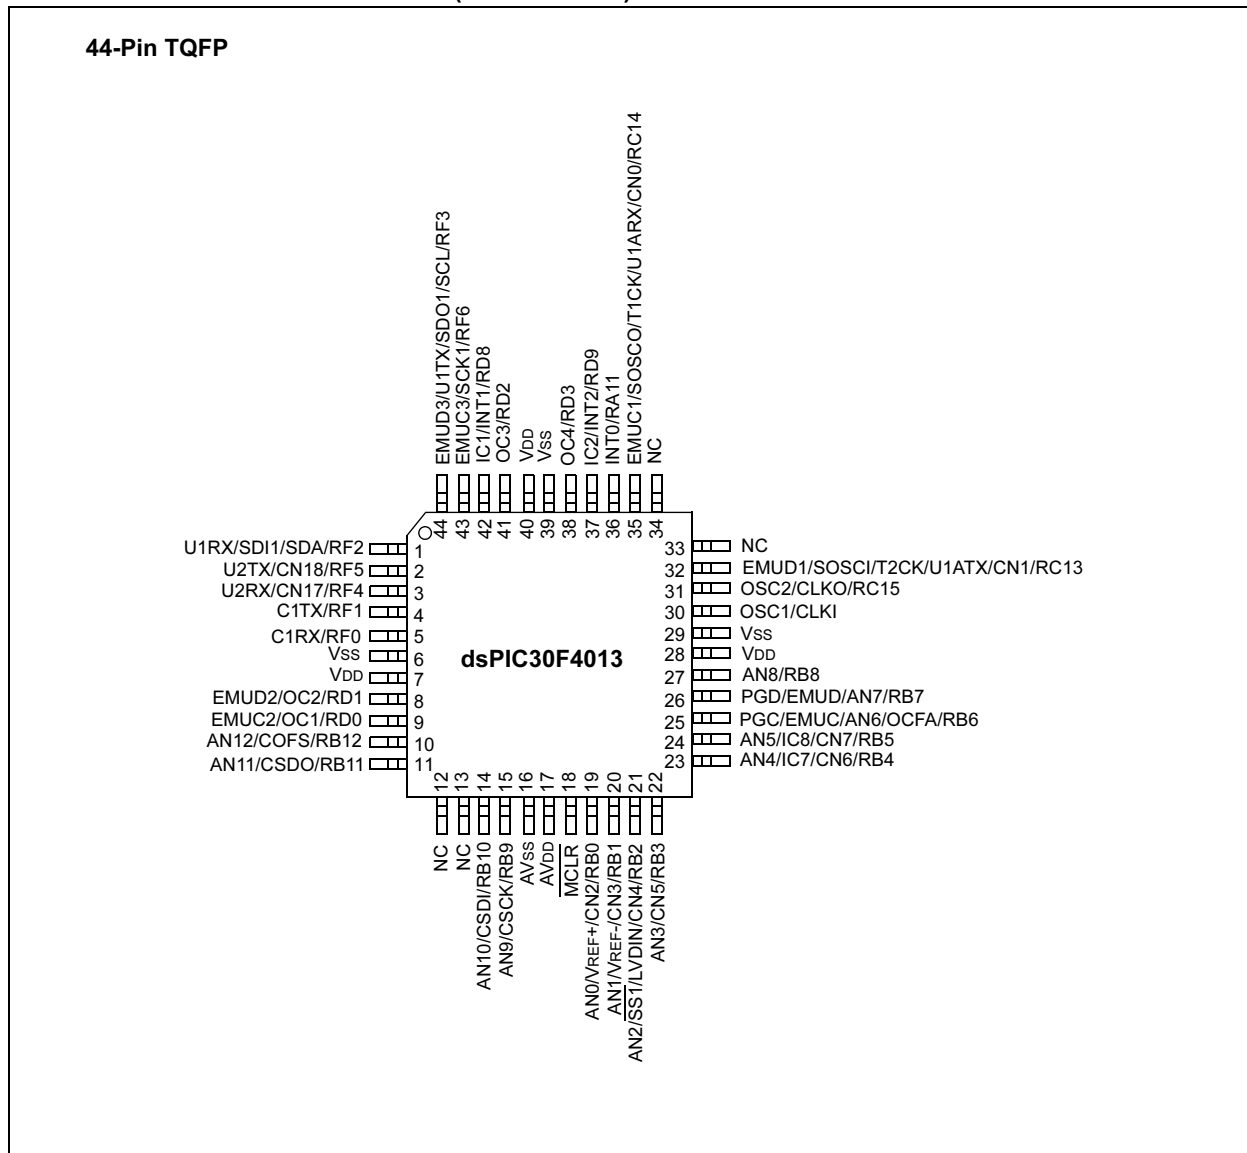 44-Pin TQFP
EMUD3/U1TX/SDO1/SCL/RF3
EMUC3/SCK1/RF6
IC1/INT1/RD8
OC3/RD2
VDD
VSS
OC4/RD3
IC2/INT2/RD9
INT0/RA11
EMUC1/SOSCO/T1CK/U1ARX/CN0/RC14
NC
44
43
42
41
40
39
38
37
36
35
34
U1RX/SDI1/SDA/RF2 1
U2TX/CN18/RF5 2
U2RX/CN17/RF4 3
C1TX/RF1 4
C1RX/RF0 5
VSS 6
VDD 7
EMUD2/OC2/RD1 8
EMUC2/OC1/RD0 9
AN12/COFS/RB12 10
AN11/CSDO/RB11 11
dsPIC30F4013
33 NC
32 EMUD1/SOSCI/T2CK/U1ATX/CN1/RC13
31 OSC2/CLKO/RC15
30 OSC1/CLKI
29 VSS
28 VDD
27 AN8/RB8
26 PGD/EMUD/AN7/RB7
25 PGC/EMUC/AN6/OCFA/RB6
24 AN5/IC8/CN7/RB5
23 AN4/IC7/CN6/RB4
12
13
14
15
16
17
18
19
20
21
22
NC
NC
AN10/CSDI/RB10
AN9/CSCK/RB9
AVSS
AVDD
MCLR
AN0/VREF+/CN2/RB0
AN1/VREF-/CN3/RB1
AN2/SS1/LVDIN/CN4/RB2
AN3/CN5/RB3